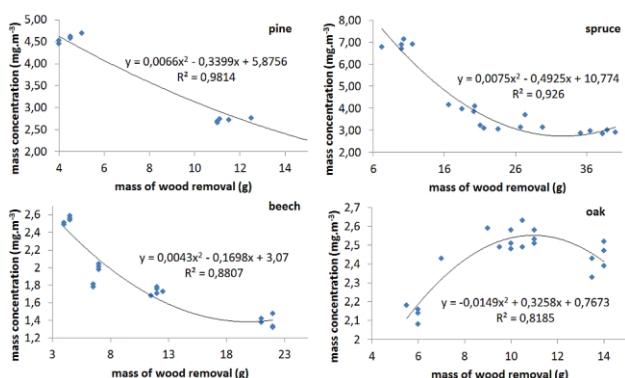 pine
mass concentration (mg.m-3)
5,00
4,50
4,00
3,50
3,00
2,50
2,00
y = 0,0066x² - 0,3399x + 5,8756
R² = 0,9814
4
6
8
10
12
14
mass of wood removal (g)
spruce
mass concentration (mg.m-3)
8,00
7,00
6,00
5,00
4,00
3,00
2,00
y = 0,0075x² - 0,4925x + 10,774
R² = 0,926
6
16
26
36
mass of wood removal (g)
beech
mass concentration (mg.m-3)
2,8
2,6
2,4
2,2
2
1,8
1,6
1,4
1,2
y = 0,0043x² - 0,1698x + 3,07
R² = 0,8807
3
8
13
18
23
mass of wood removal (g)
oak
mass concentration (mg.m-3)
2,7
2,6
2,5
2,4
2,3
2,2
2,1
2
y = -0,0149x² + 0,3258x + 0,7673
R² = 0,8185
4
6
8
10
12
14
mass of wood removal (g)